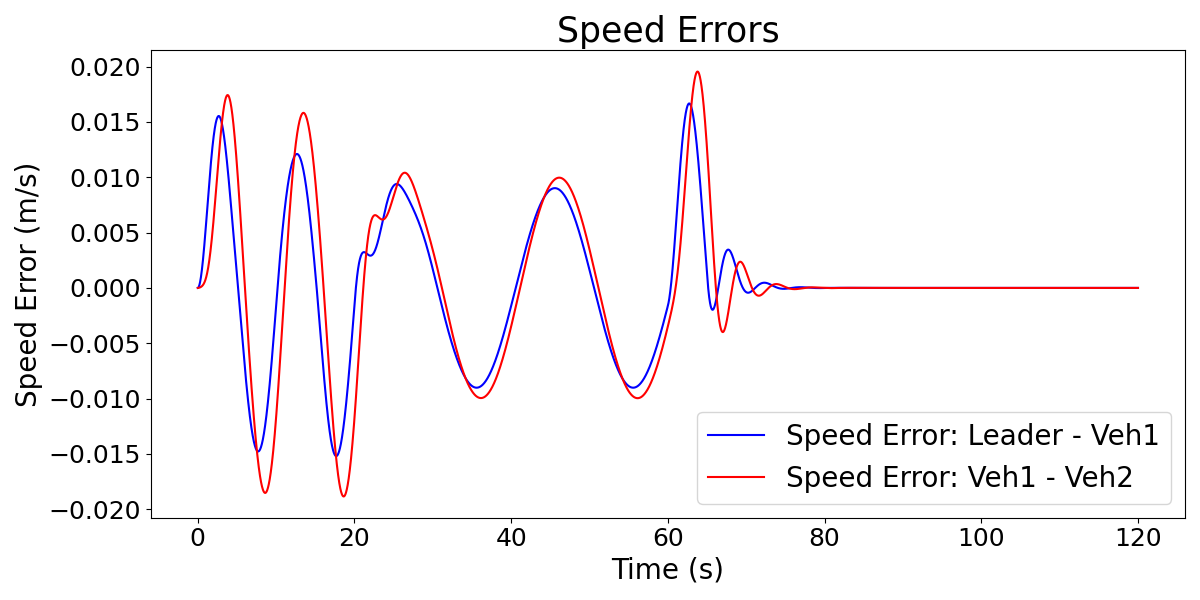 Speed Errors
Speed Error (m/s)
0.020
0.015
0.010
0.005
0.000
−0.005
−0.010
−0.015
−0.020
Speed Error: Leader - Veh1
Speed Error: Veh1 - Veh2
0 20 40 60 80 100 120
Time (s)